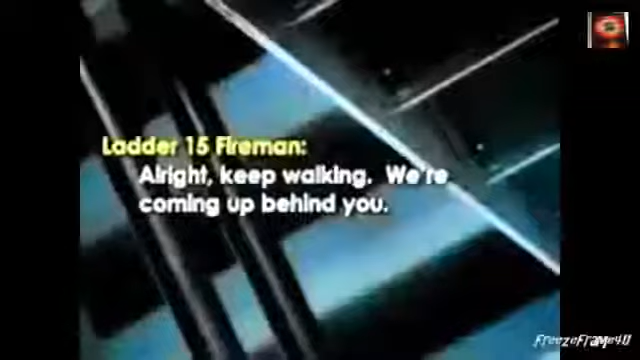 Ladder 15 Fireman:
Alright, keep walking. We're
coming up behind you.
FreezeFrame40